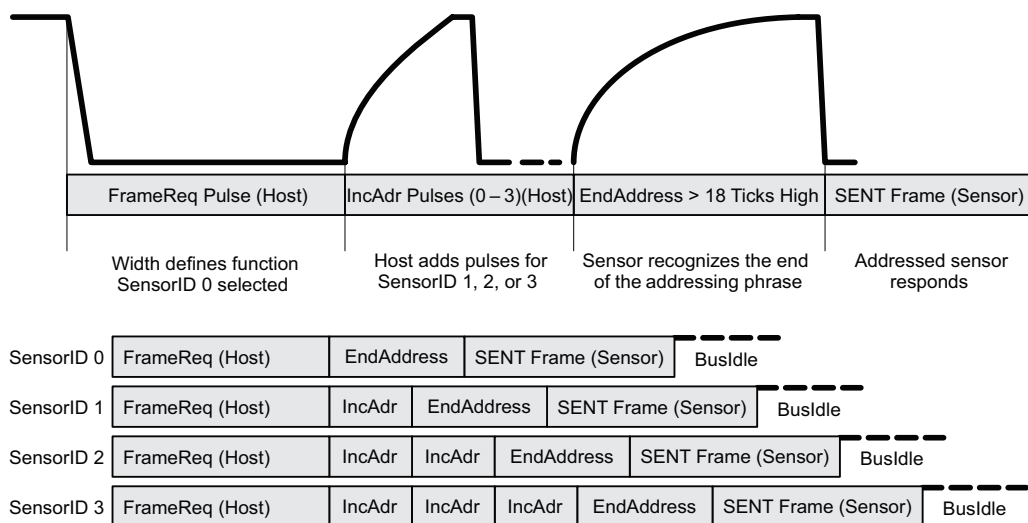 FrameReq Pulse (Host) IncAdr Pulses (0 – 3)(Host) EndAddress > 18 Ticks High SENT Frame (Sensor)
Width defines function Host adds pulses for Sensor recognizes the end Addressed sensor
SensorID 0 selected SensorID 1, 2, or 3 of the addressing phrase responds
SensorID 0 FrameReq (Host) EndAddress SENT Frame (Sensor) BusIdle
SensorID 1 FrameReq (Host) IncAdr EndAddress SENT Frame (Sensor) BusIdle
SensorID 2 FrameReq (Host) IncAdr IncAdr EndAddress SENT Frame (Sensor) BusIdle
SensorID 3 FrameReq (Host) IncAdr IncAdr IncAdr EndAddress SENT Frame (Sensor) BusIdle